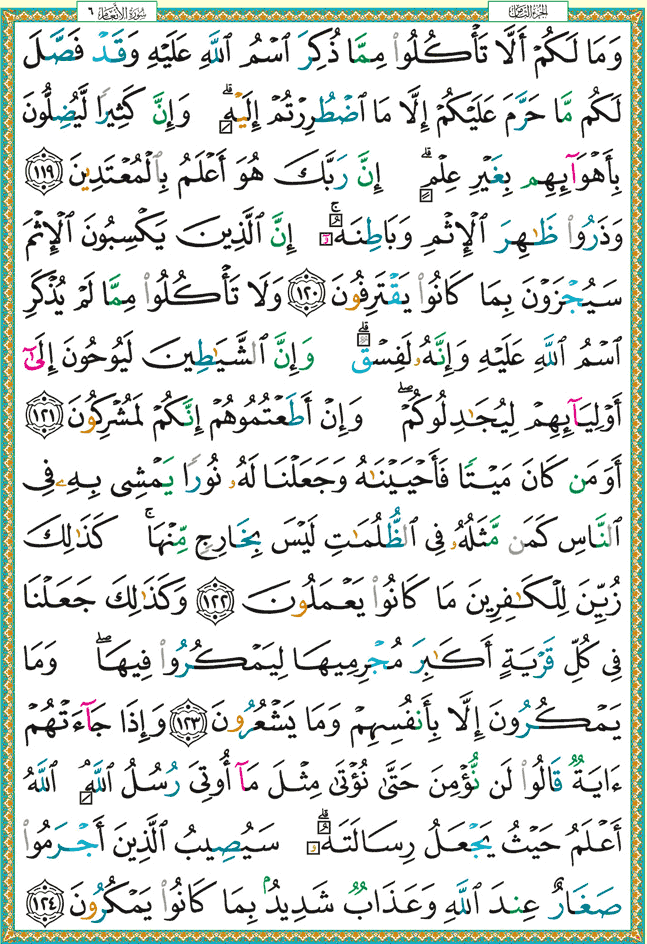 الجزء الثامن
سورة الأنعام ٦
وَمَا لَكُمۡ أَلَّا تَأۡكُلُواْ مِمَّا ذُكِرَ ٱسۡمُ ٱللَّهِ عَلَيۡهِ وَقَدۡ فَصَّلَ
لَكُم مَّا حَرَّمَ عَلَيۡكُمۡ إِلَّا مَا ٱضۡطُرِرۡتُمۡ إِلَيۡهِۗ وَإِنَّ كَثِيرٗا لَّيُضِلُّونَ
بِأَهۡوَآئِهِم بِغَيۡرِ عِلۡمٍۚ إِنَّ رَبَّكَ هُوَ أَعۡلَمُ بِٱلۡمُعۡتَدِينَ ١١٩
وَذَرُواْ ظَٰهِرَ ٱلۡإِثۡمِ وَبَاطِنَهُۥٓۚ إِنَّ ٱلَّذِينَ يَكۡسِبُونَ ٱلۡإِثۡمَ
سَيُجۡزَوۡنَ بِمَا كَانُواْ يَقۡتَرِفُونَ ١٢٠ وَلَا تَأۡكُلُواْ مِمَّا لَمۡ يُذۡكَرِ
ٱسۡمُ ٱللَّهِ عَلَيۡهِ وَإِنَّهُۥ لَفِسۡقٞۗ وَإِنَّ ٱلشَّيَٰطِينَ لَيُوحُونَ إِلَىٰٓ
أَوۡلِيَآئِهِمۡ لِيُجَٰدِلُوكُمۡۖ وَإِنۡ أَطَعۡتُمُوهُمۡ إِنَّكُمۡ لَمُشۡرِكُونَ ١٢١
أَوَمَن كَانَ مَيۡتٗا فَأَحۡيَيۡنَٰهُ وَجَعَلۡنَا لَهُۥ نُورٗا يَمۡشِي بِهِۦ فِي
ٱلنَّاسِ كَمَن مَّثَلُهُۥ فِي ٱلظُّلُمَٰتِ لَيۡسَ بِخَارِجٖ مِّنۡهَاۚ كَذَٰلِكَ
زُيِّنَ لِلۡكَٰفِرِينَ مَا كَانُواْ يَعۡمَلُونَ ١٢٢ وَكَذَٰلِكَ جَعَلۡنَا
فِي كُلِّ قَرۡيَةٍ أَكَٰبِرَ مُجۡرِمِيهَا لِيَمۡكُرُواْ فِيهَاۖ وَمَا
يَمۡكُرُونَ إِلَّا بِأَنفُسِهِمۡ وَمَا يَشۡعُرُونَ ١٢٣ وَإِذَا جَآءَتۡهُمۡ
ءَايَةٞ قَالُواْ لَن نُّؤۡمِنَ حَتَّىٰ نُؤۡتَىٰ مِثۡلَ مَآ أُوتِيَ رُسُلُ ٱللَّهِۘ ٱللَّهُ
أَعۡلَمُ حَيۡثُ يَجۡعَلُ رِسَالَتَهُۥۗ سَيُصِيبُ ٱلَّذِينَ أَجۡرَمُواْ
صَغَارٌ عِندَ ٱللَّهِ وَعَذَابٞ شَدِيدُۢ بِمَا كَانُواْ يَمۡكُرُونَ ١٢٤